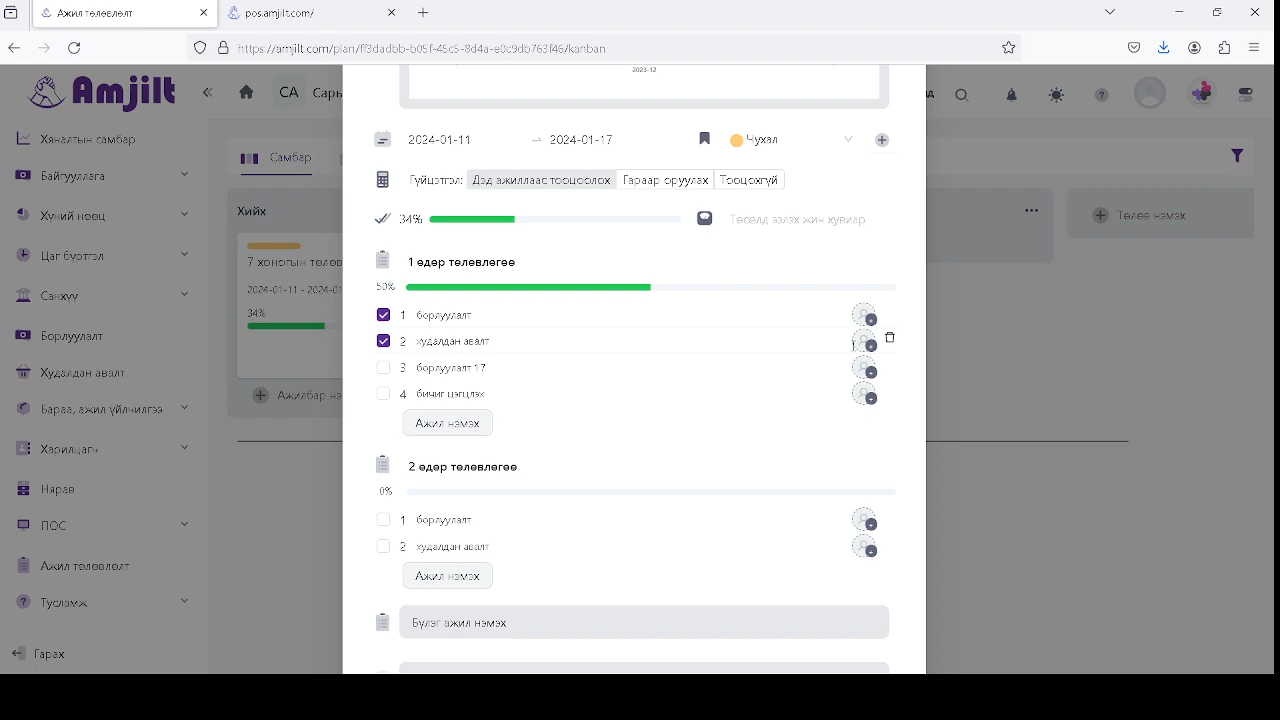 Ажил төлөвлөлт
pos.amjilt.com/
https://amjilt.com/plan/ff3dadbb-b05f-45c5-8d4a-e0c9db763f46/kanban
Amjilt
CA
Сары
Хяналтын самбар
Байгууллага
Хүний нөөц
Цаг бүртгэл
Санхүү
Борлуулалт
Худалдан авалт
Бараа, ажил үйлчилгээ
Харилцагч
Нярав
ПОС
Ажил төлөвлөлт
Тусламж
Гарах
Самбар
Хийх
7 хоногын төлөв
2024-01-11 - 2024-01
34%
Ажилбар нэ
2023-12
2024-01-11 → 2024-01-17
Чухал
Гүйцэтгэл: Дэд ажиллаас тооцоолох Гараар оруулах Тооцохгүй
34%
Төсөлд эзлэх жин хувиар
1 өдөр төлөвлөгөө
50%
1 борлуулалт
2 худалдан авалт
3 борлуулалт 17
4 бичиг цэгцлэх
Ажил нэмэх
2 өдөр төлөвлөгөө
0%
1 борлуулалт
2 худалдан авалт
Ажил нэмэх
Бүлэг ажил нэмэх
Төлөв нэмэх